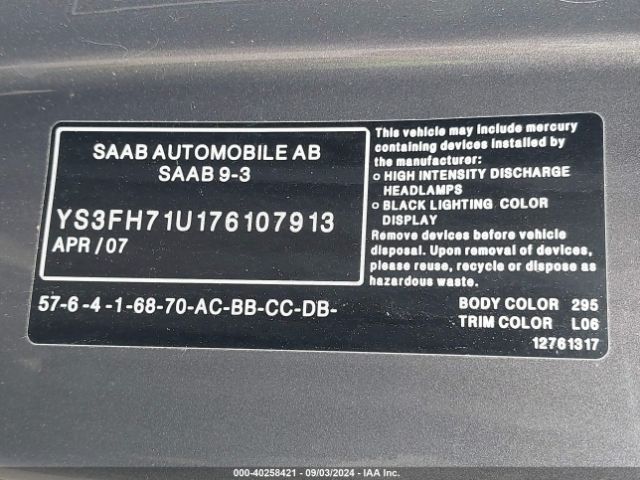 SAAB AUTOMOBILE AB
SAAB 9-3
YS3FH71U176107913
APR / 07
57-6 -4 -1-68-70-AC-BB-CC-DB-
This vehicle may include mercury
containing devices installed by
the manufacturer:
o HIGH INTENSITY DISCHARGE
HEADLAMPS
o BLACK LIGHTING COLOR
DISPLAY
Remove devices before vehicle
disposal. Upon removal of devices,
please reuse, recycle or dispose as
hazardous waste.
BODY COLOR 295
TRIM COLOR L06
12761317
000-40258421 - 09/03/2024 -